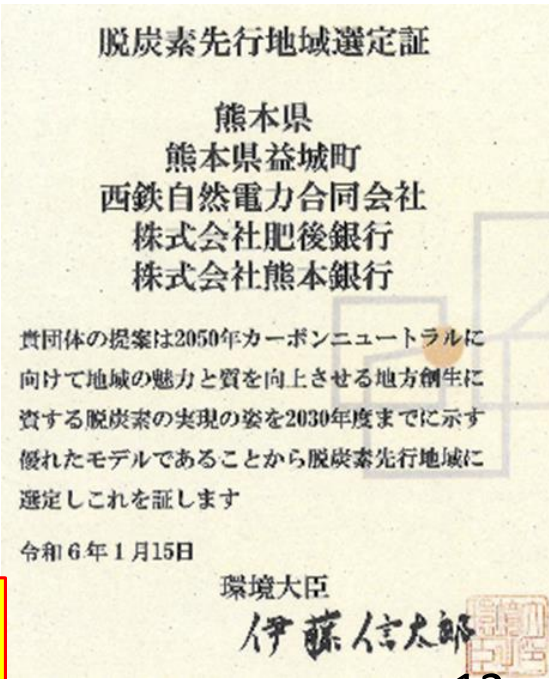 脱炭素先行地域選定証
熊本県
熊本県益城町
西鉄自然電力合同会社
株式会社肥後銀行
株式会社熊本銀行
貴団体の提案は2050年カーボンニュートラルに
向けて地域の魅力と質を向上させる地方創生に
資する脱炭素の実現の姿を2030年度までに示す
優れたモデルであることから脱炭素先行地域に
選定しこれを証します
令和6年1月15日
環境大臣
伊藤信太郎